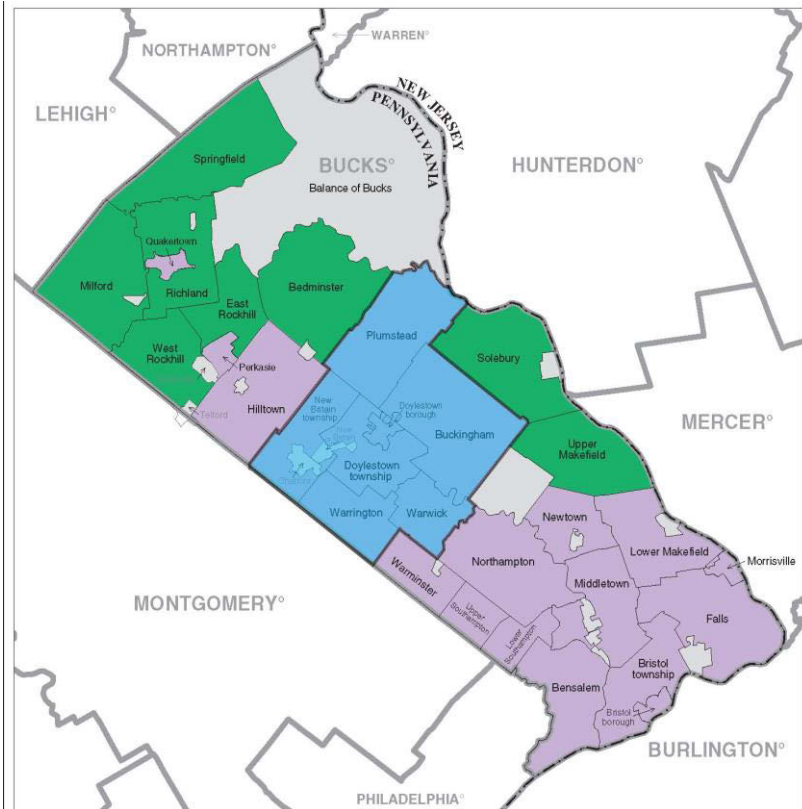 WARREN°
NORTHAMPTON°
LEHIGH°
NEW JERSEY
PENNSYLVANIA
Springfield
BUCKS°
Balance of Bucks
HUNTERDON°
Quakertown
Milford
Richland
East
Rockhill
Bedminster
Plumstead
West
Rockhill
Perkasie
Solebury
Telford
Hilltown
New
Britain
township
Doylestown
borough
Buckingham
MERCER°
New
Britain
Chalfont
Doylestown
township
Upper
Makefield
Warrington
Warwick
Newtown
Northampton
Lower Makefield
Morrisville
Warminster
Middletown
MONTGOMERY°
Upper
Southampton
Lower
Southampton
Falls
Bristol
township
Bensalem
Bristol
borough
BURLINGTON°
PHILADELPHIA°